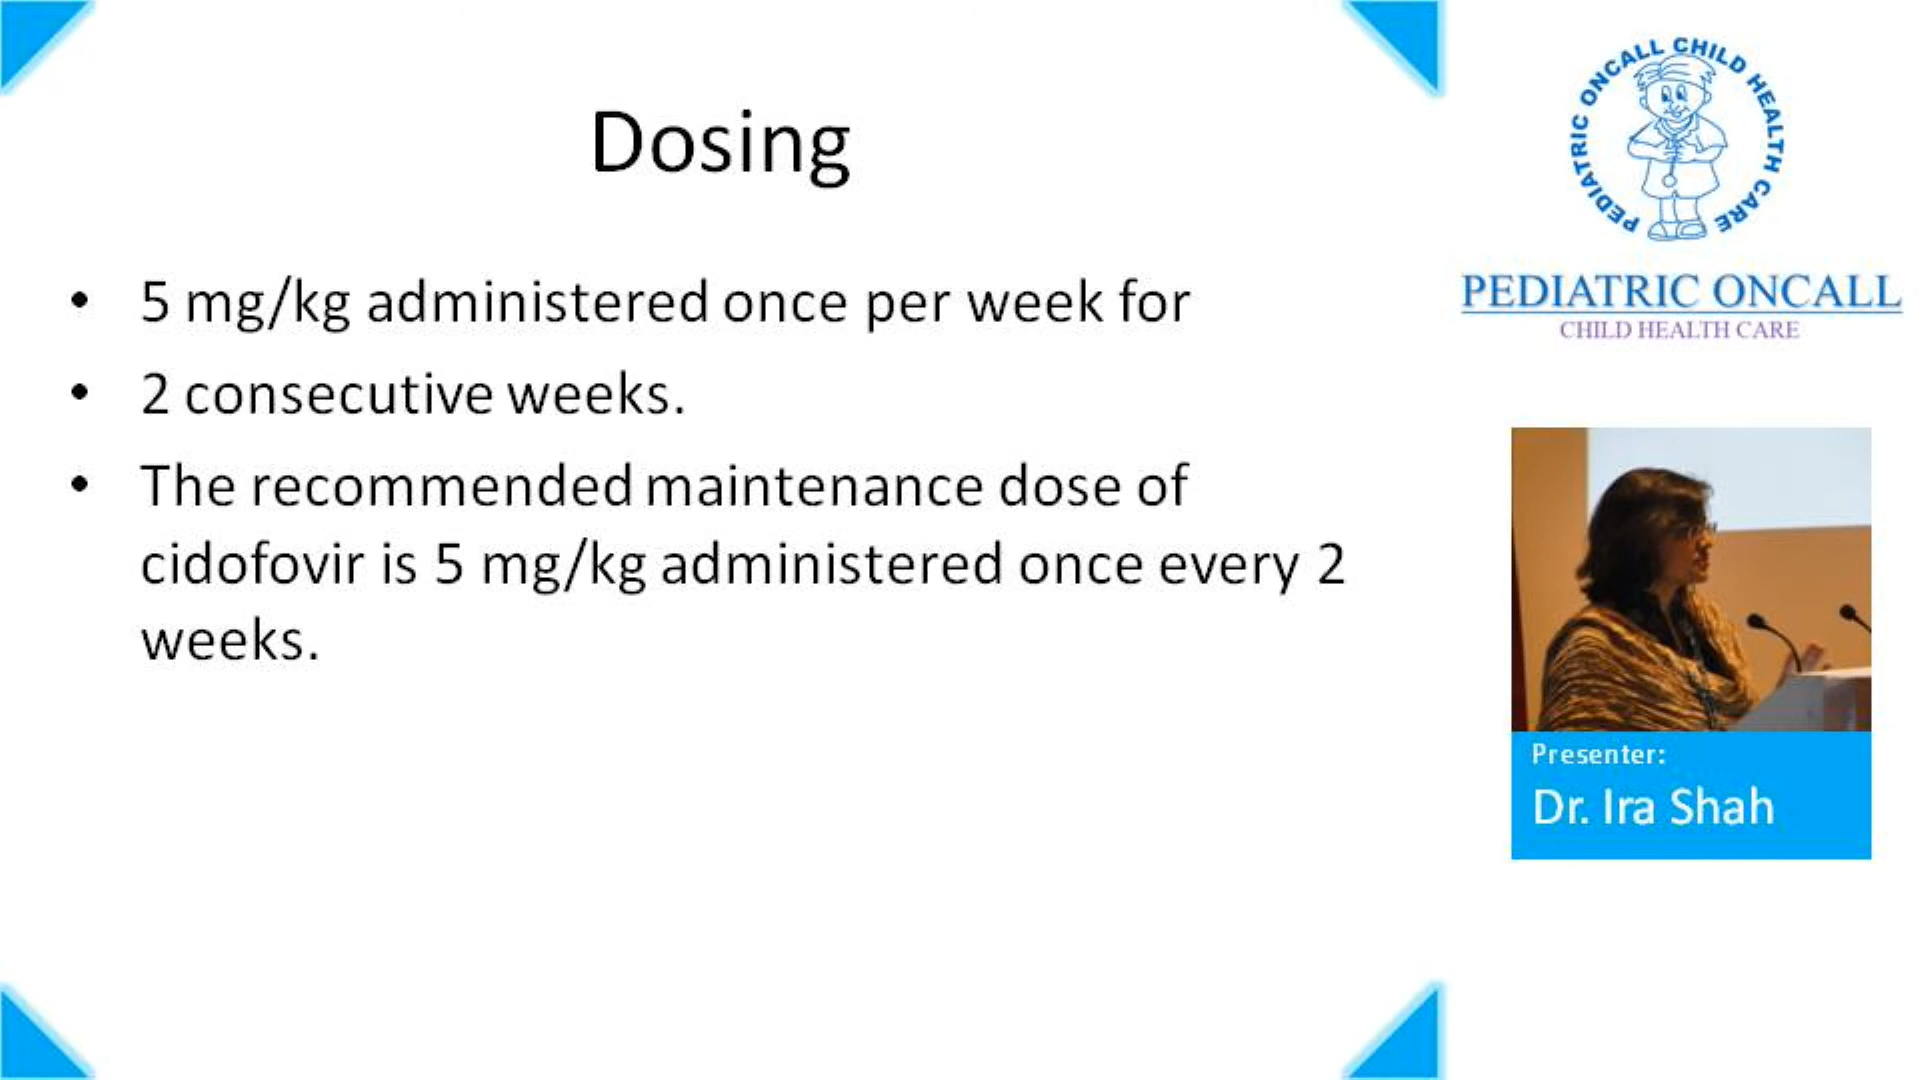 Dosing
• 5 mg/kg administered once per week for
• 2 consecutive weeks.
• The recommended maintenance dose of
cidofovir is 5 mg/kg administered once every 2
weeks.
PEDIATRIC ONCALL CHILD HEALTH CARE
PEDIATRIC ONCALL
CHILD HEALTH CARE
Presenter:
Dr. Ira Shah